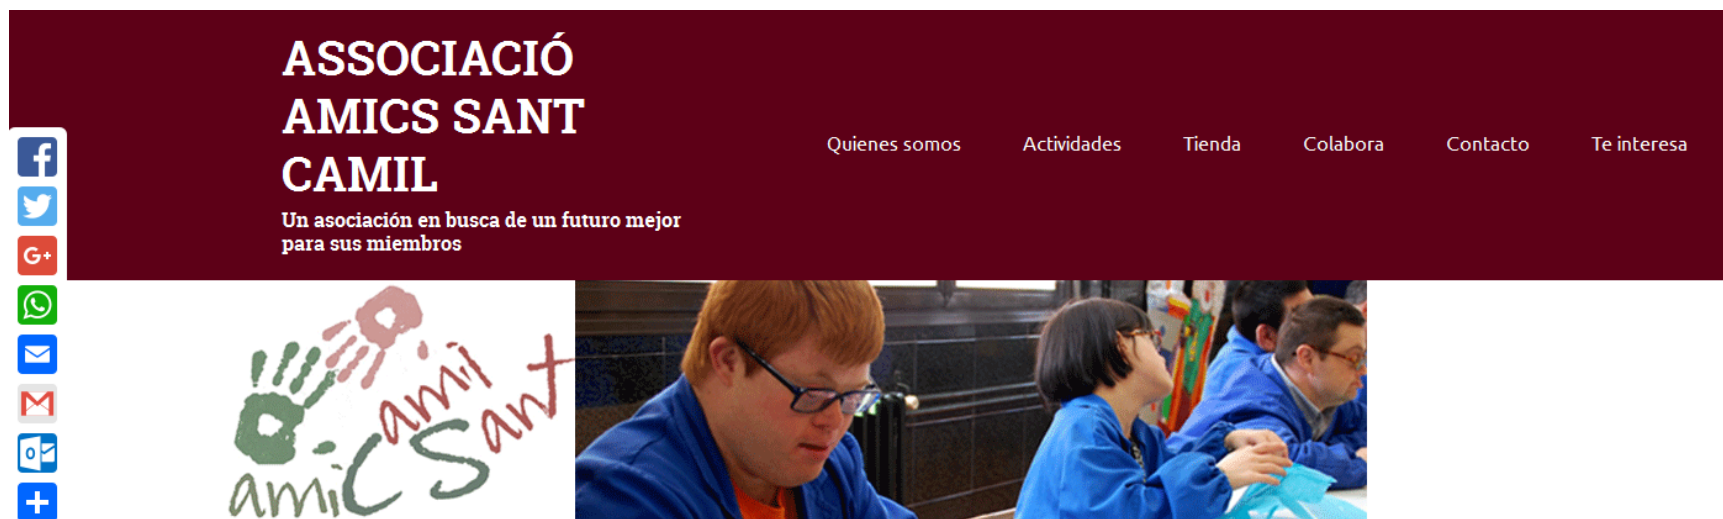 ASSOCIACIÓ
AMICS SANT
CAMIL
Un asociación en busca de un futuro mejor
para sus miembros
Quienes somos Actividades Tienda Colabora Contacto Te interesa
G+
amil
Sant
amiCS